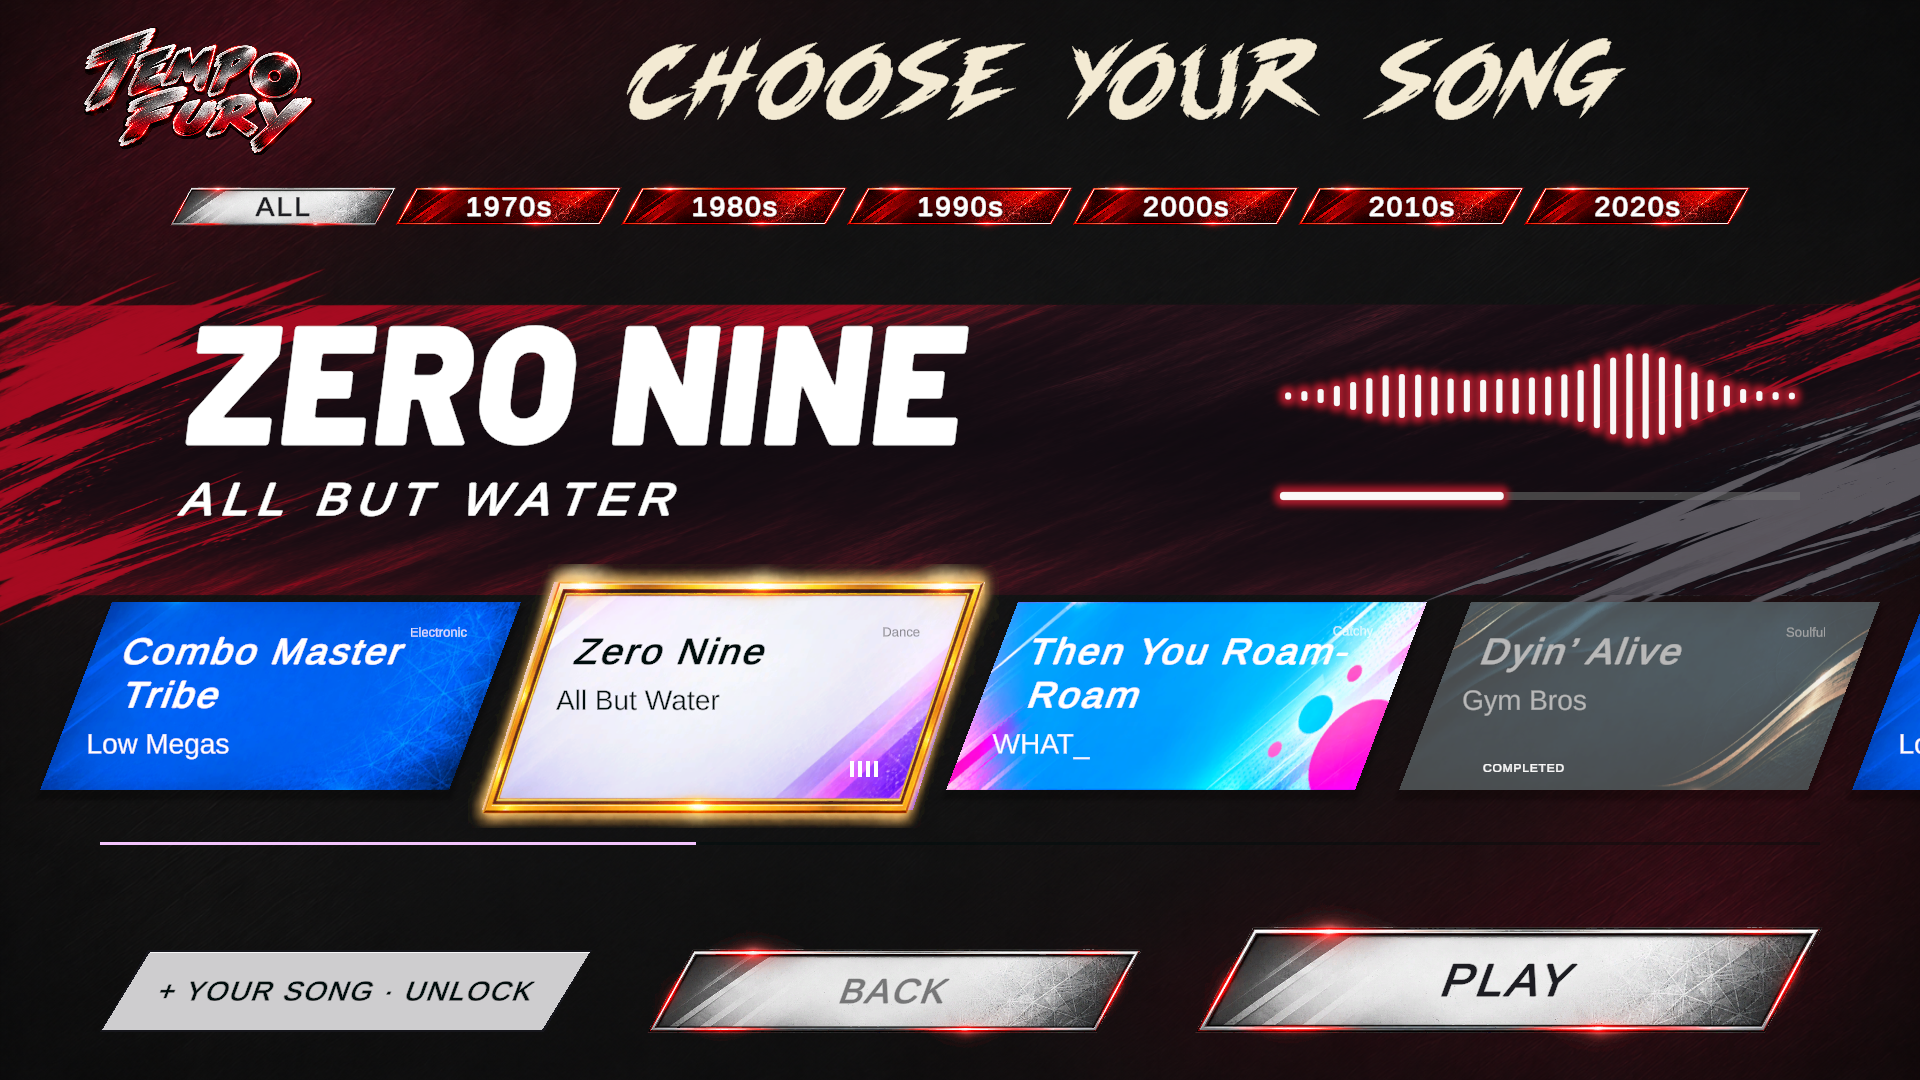 TEMPO
FURY
CHOOSE YOUR SONG
ALL
1970s
1980s
1990s
2000s
2010s
2020s
ZERO NINE
ALL BUT WATER
Electronic
Combo Master
Tribe
Low Megas
Dance
Zero Nine
All But Water
Catchy
Then You Roam-
Roam
WHAT_
Soulful
Dyin’ Alive
Gym Bros
COMPLETED
Lo
+ YOUR SONG · UNLOCK
BACK
PLAY